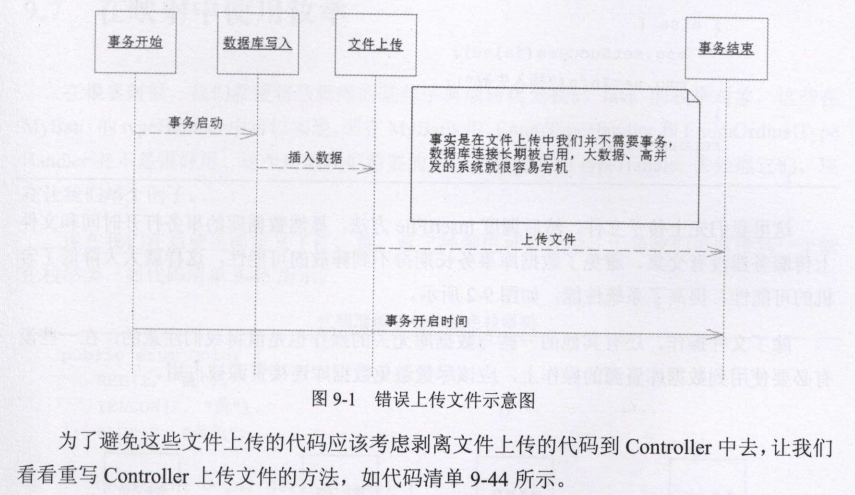 事务开始
数据库写入
文件上传
事务结束
事务启动
事实是在文件上传中我们并不需要事务，
数据库连接长期被占用，大数据、高并
发的系统就很容易宕机
插入数据
上传文件
事务开启时间
图 9-1 错误上传文件示意图
为了避免这些文件上传的代码应该考虑剥离文件上传的代码到 Controller 中去，让我们
看看重写 Controller 上传文件的方法，如代码清单 9-44 所示。